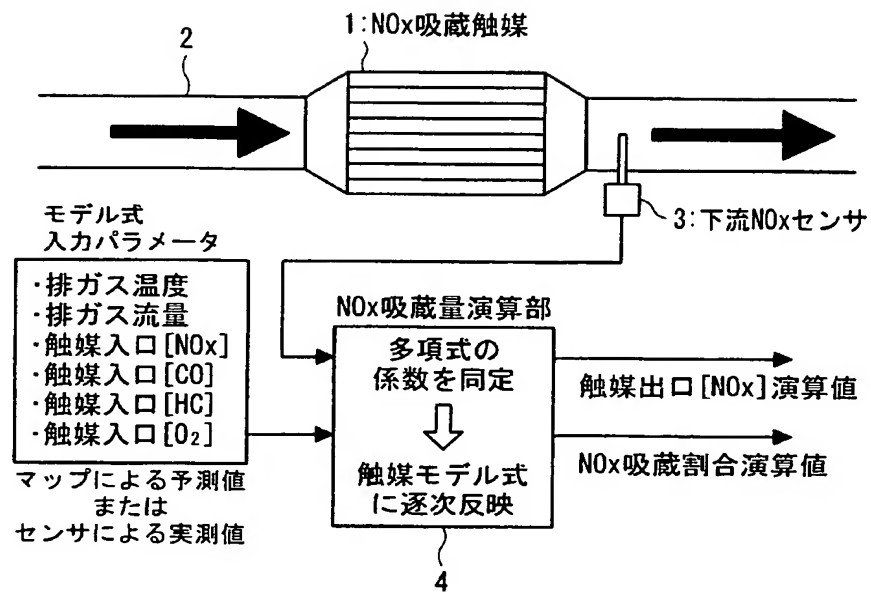 2
1:NOx吸蔵触媒
3:下流NOxセンサ
モデル式
入力パラメータ
・排ガス温度
・排ガス流量
・触媒入口[NOx]
・触媒入口[CO]
・触媒入口[HC]
・触媒入口[O₂]
マップによる予測値
または
センサによる実測値
NOx吸蔵量演算部
多項式の
係数を同定
触媒モデル式
に逐次反映
4
触媒出口[NOx]演算値
NOx吸蔵割合演算値